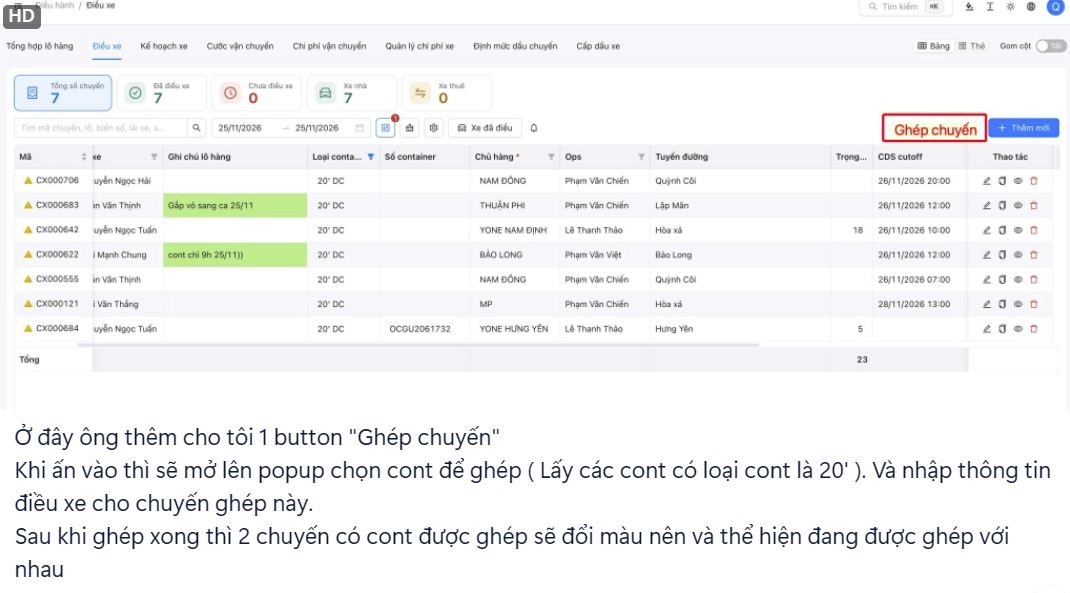 HD
Điều hành / Điều xe
Tìm kiếm ⌘K
Q
Tổng hợp lô hàng Điều xe Kế hoạch xe Cước vận chuyển Chi phí vận chuyển Quản lý chi phí xe Định mức dầu chuyến Cấp dầu xe Bảng Thẻ Gom cột Tắt
Tổng số chuyến 7 Đã điều xe 7 Chưa điều xe 0 Xe nhà 7 Xe thuê 0
Tìm mã chuyến, lô, biển số, lái xe, s... 25/11/2026 → 25/11/2026 1 Xe đã điều Ghép chuyến + Thêm mới
Mã xe Ghi chú lô hàng Loại conta... Số container Chủ hàng * Ops Tuyến đường Trọng... CDS cutoff Thao tác
CX000706 uyễn Ngọc Hải 20' DC NAM ĐÔNG Phạm Văn Chiến Quỳnh Côi 26/11/2026 20:00
CX000683 ìn Văn Thịnh Gắp vỏ sang ca 25/11 20' DC THUẬN PHI Phạm Văn Chiến Lập Mãn 26/11/2026 12:00
CX000642 uyễn Ngọc Tuấn 20' DC YONE NAM ĐỊNH Lê Thanh Thảo Hòa xá 18 26/11/2026 10:00
CX000622 i Mạnh Chung cont chỉ 9h 25/11)) 20' DC BẢO LONG Phạm Văn Việt Bảo Long 26/11/2026 12:00
CX000555 ìn Văn Thịnh 20' DC NAM ĐÔNG Phạm Văn Chiến Quỳnh Côi 26/11/2026 07:00
CX000121 i Văn Thắng 20' DC MP Phạm Văn Chiến Hòa xá 28/11/2026 13:00
CX000684 uyễn Ngọc Tuấn 20' DC OCGU2061732 YONE HƯNG YÊN Lê Thanh Thảo Hưng Yên 5
Tổng 23
Ở đây ông thêm cho tôi 1 button "Ghép chuyến"
Khi ấn vào thì sẽ mở lên popup chọn cont để ghép ( Lấy các cont có loại cont là 20' ). Và nhập thông tin
điều xe cho chuyến ghép này.
Sau khi ghép xong thì 2 chuyến có cont được ghép sẽ đổi màu nên và thể hiện đang được ghép với
nhau